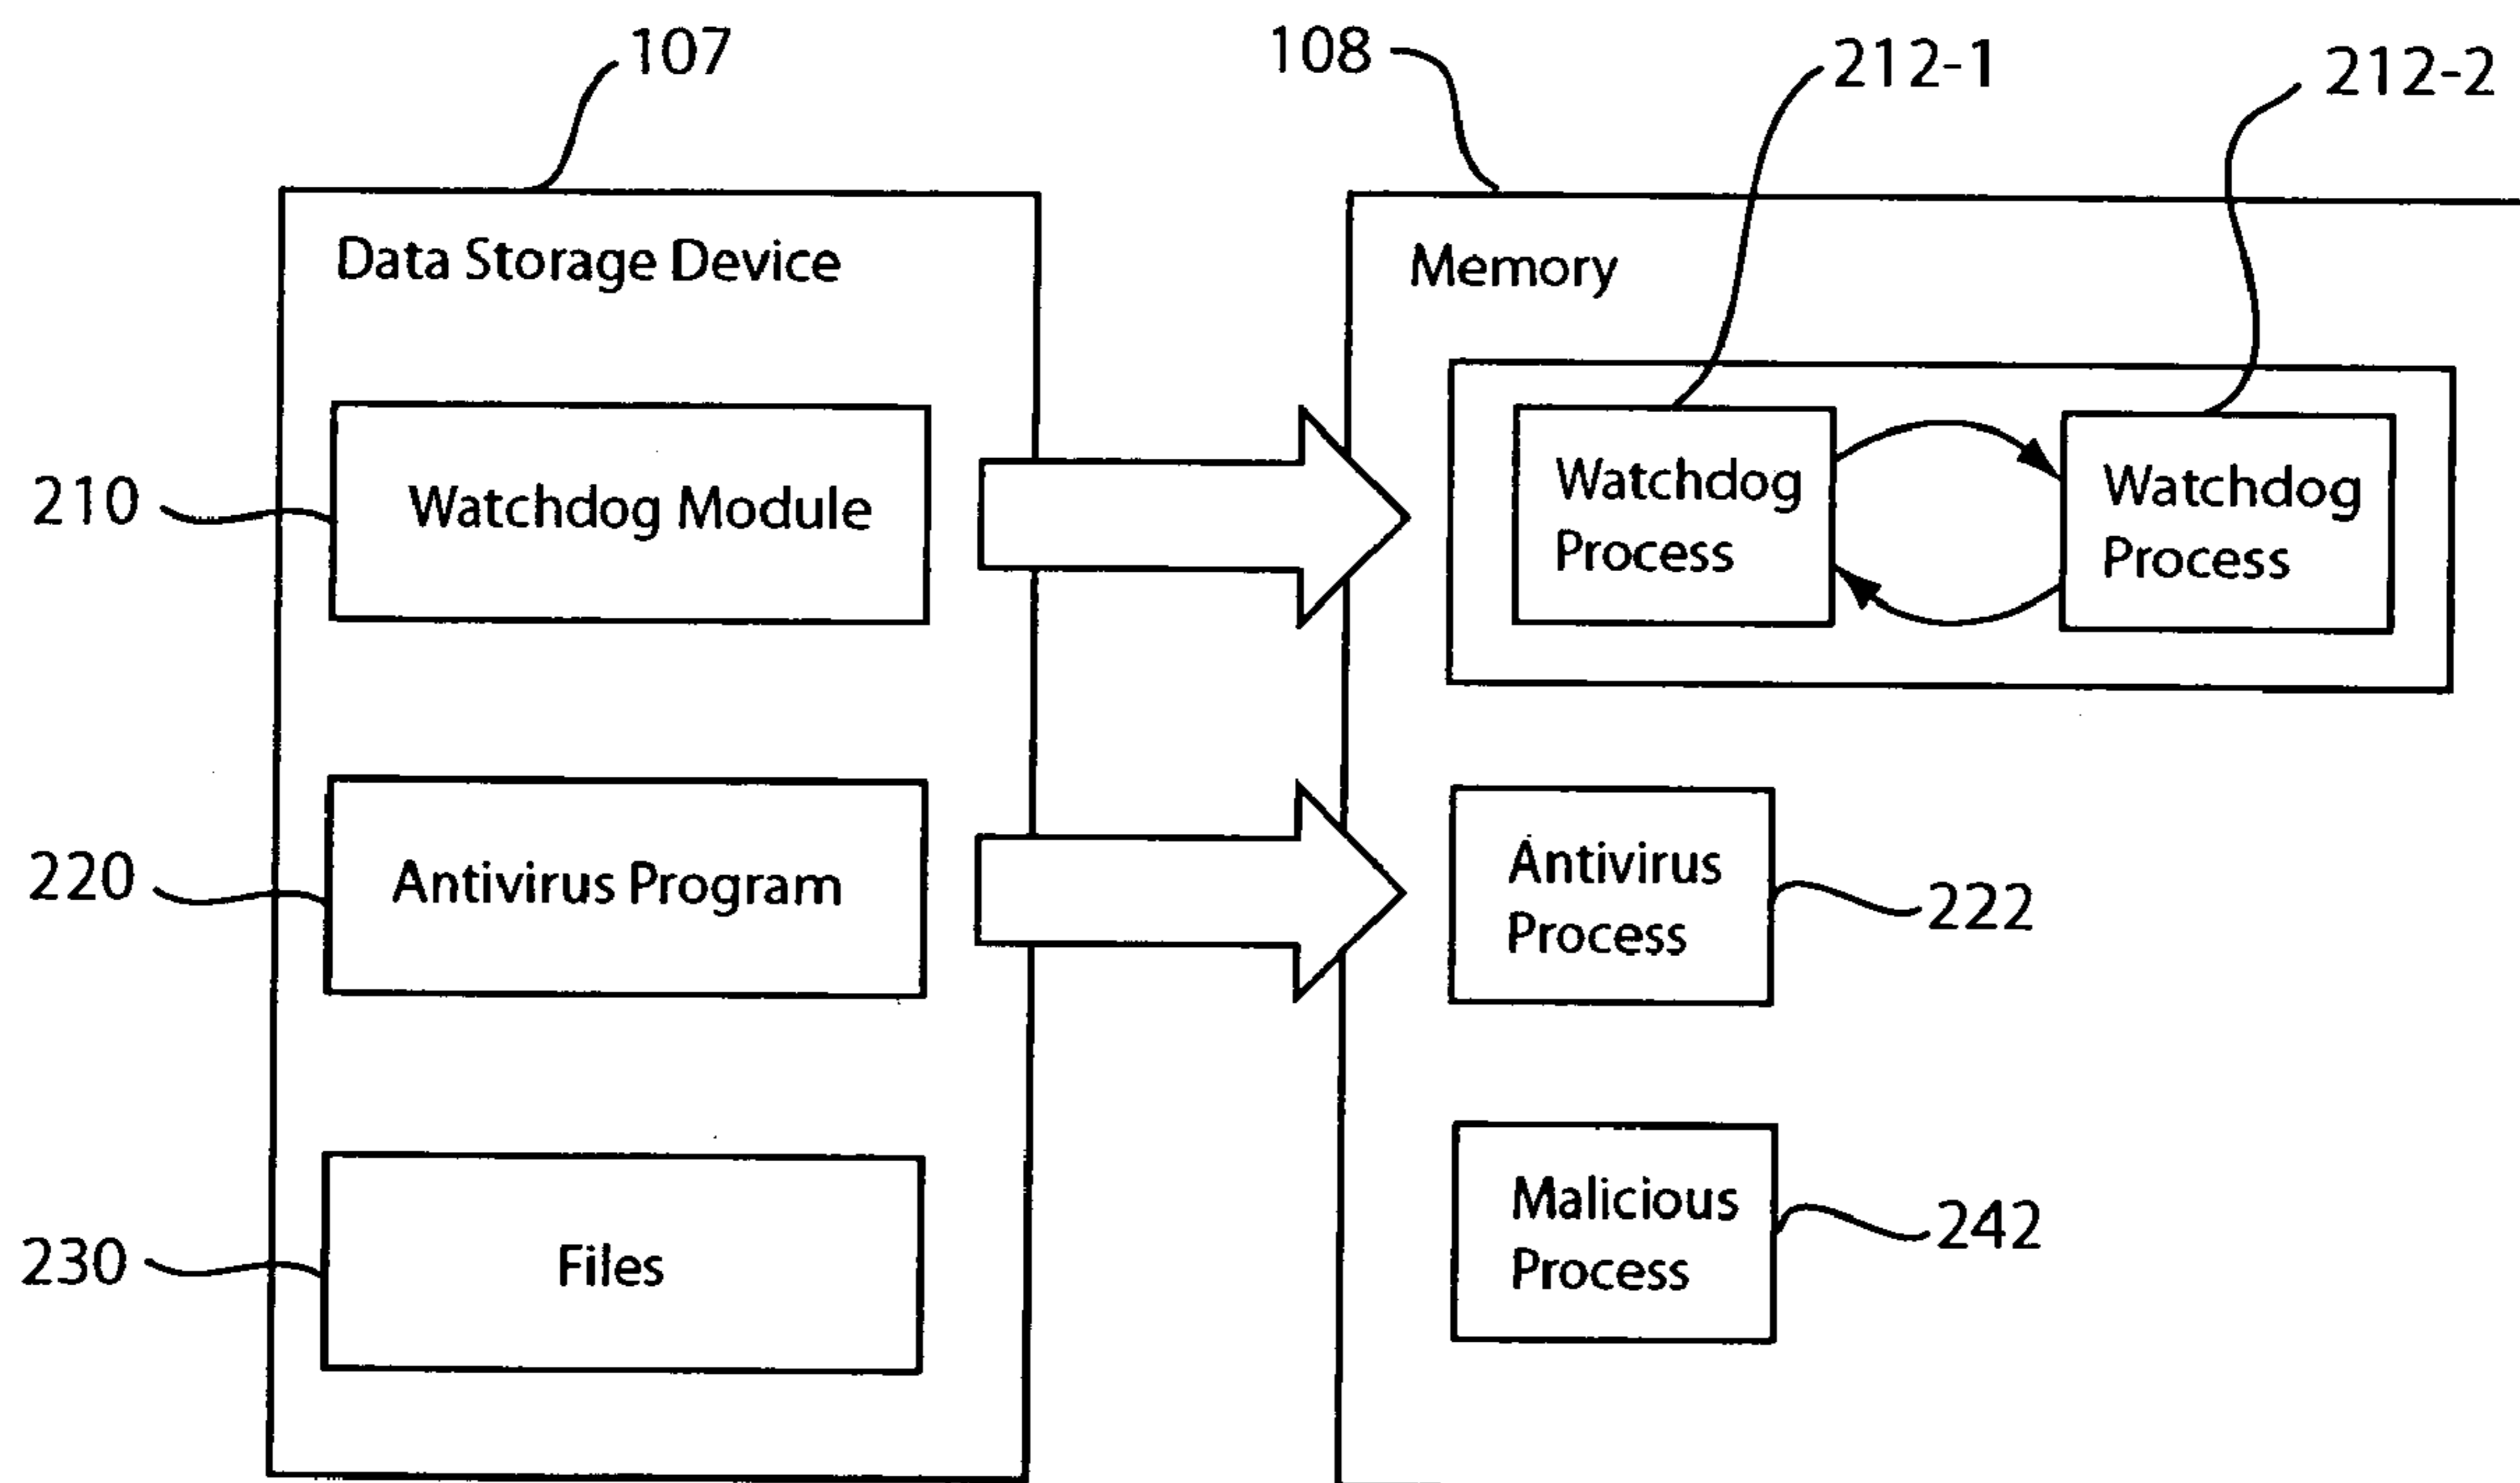 107
108
212-1
212-2
Data Storage Device
Memory
210
Watchdog Module
Watchdog
Process
Watchdog
Process
220
Antivirus Program
Antivirus
Process
222
230
Files
Malicious
Process
242